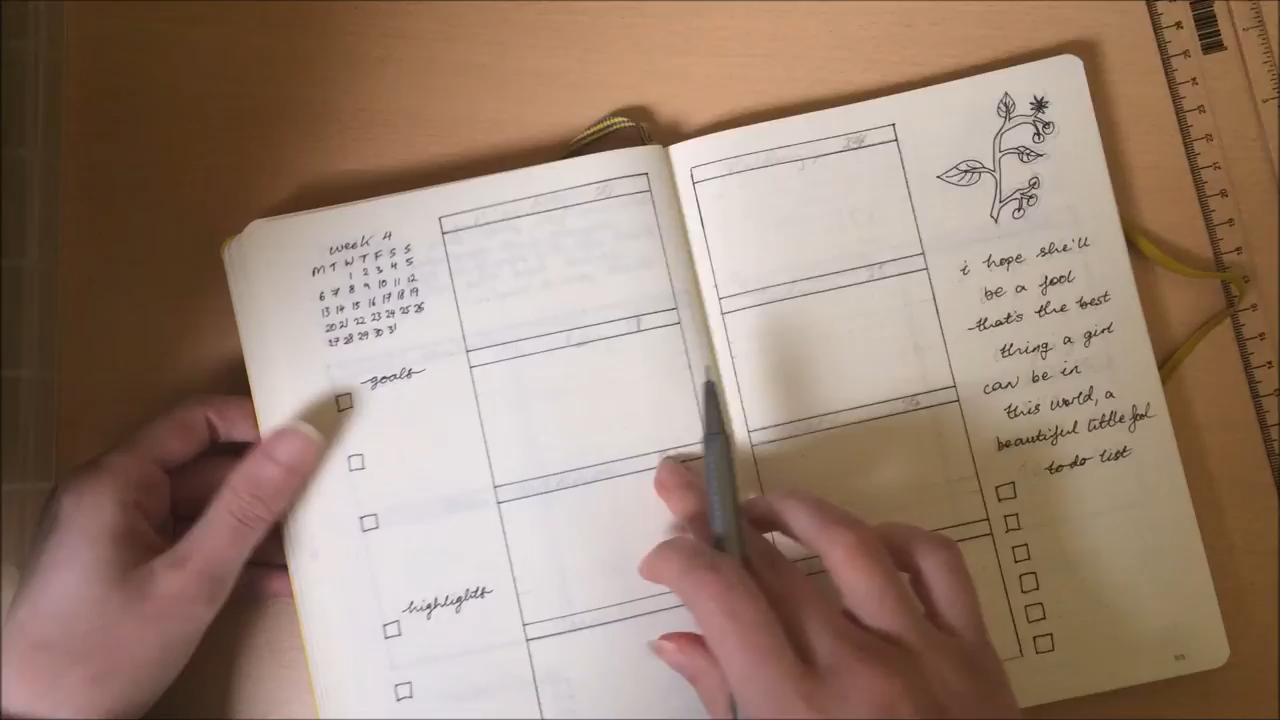 week 4
M T W T F S S
1 2 3 4 5
6 7 8 9 10 11 12
13 14 15 16 17 18 19
20 21 22 23 24 25 26
27 28 29 30 31
goals
highlights
i hope she'll
be a fool
that's the best
thing a girl
can be in
this world, a
beautiful little fool
to do list